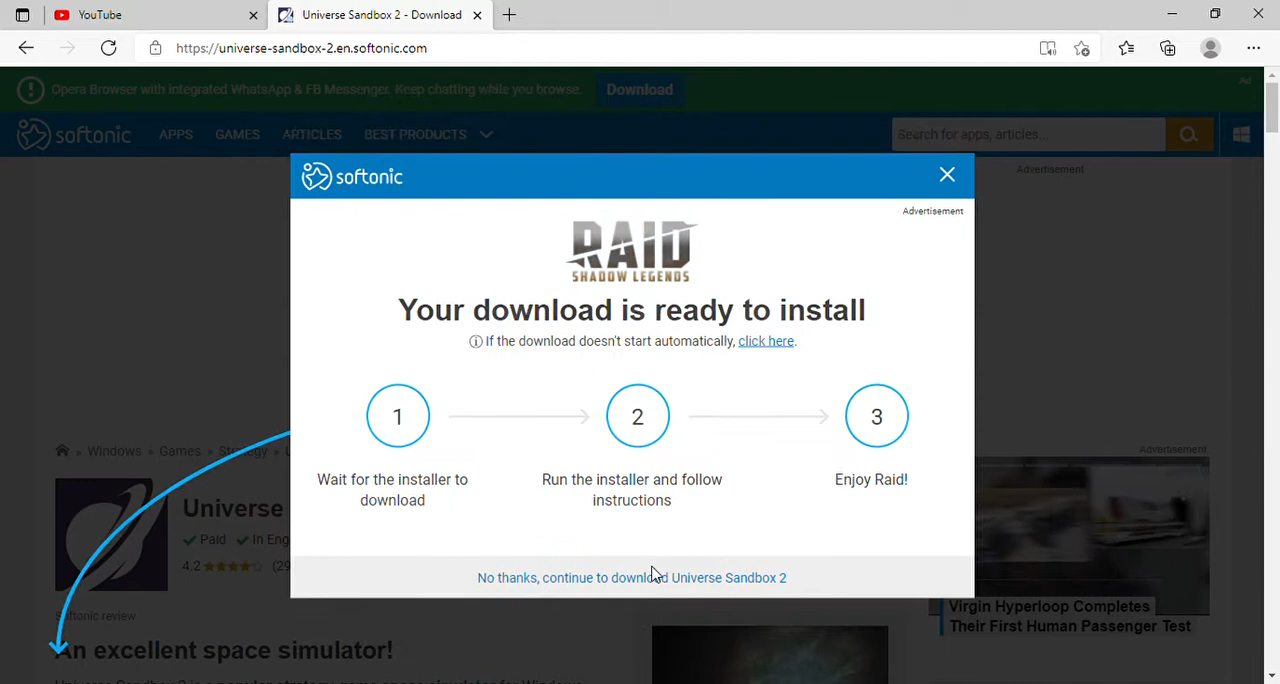 YouTube
Universe Sandbox 2 - Download
https://universe-sandbox-2.en.softonic.com
Opera Browser with integrated WhatsApp & FB Messenger. Keep chatting while you browse.
Download
Ad
softonic
APPS
GAMES
ARTICLES
BEST PRODUCTS
Search for apps, articles...
Advertisement
softonic
Advertisement
RAID
SHADOW LEGENDS
Your download is ready to install
If the download doesn't start automatically, click here.
1
2
3
Wait for the installer to
download
Run the installer and follow
instructions
Enjoy Raid!
No thanks, continue to download Universe Sandbox 2
Windows » Games » Strategy »
Advertisement
Universe
Paid
In Eng
4.2
Softonic review
An excellent space simulator!
Virgin Hyperloop Completes
Their First Human Passenger Test